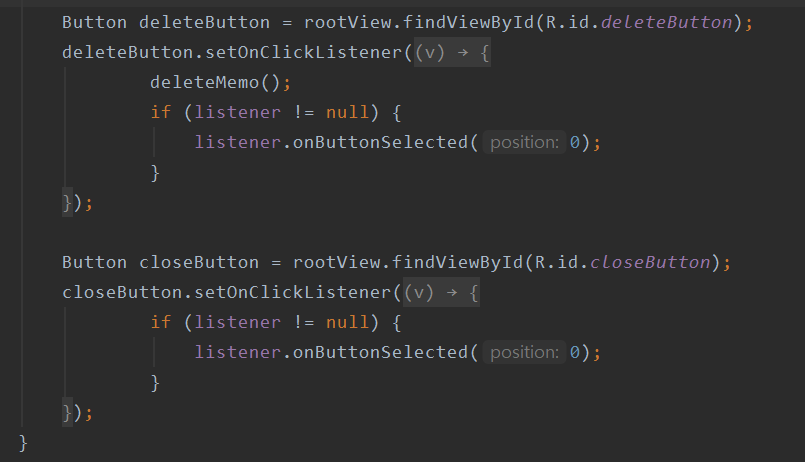 Button deleteButton = rootView.findViewById(R.id.deleteButton);
deleteButton.setOnClickListener((v) → {
deleteMemo();
if (listener != null) {
listener.onButtonSelected( position: 0);
}
});
Button closeButton = rootView.findViewById(R.id.closeButton);
closeButton.setOnClickListener((v) → {
if (listener != null) {
listener.onButtonSelected( position: 0);
}
});
}